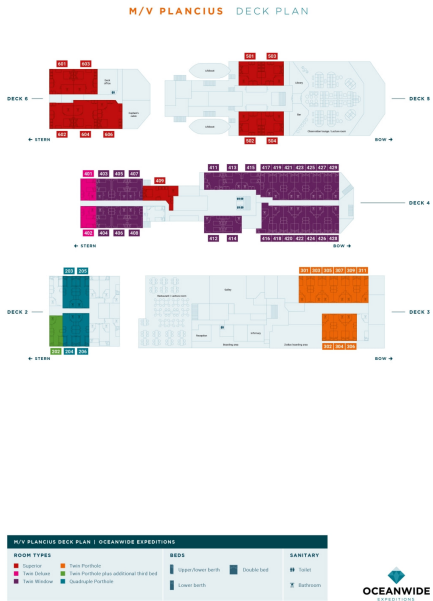 M/V PLANCIUS DECK PLAN
601 603
501 503
DECK 6
DECK 5
602 604 606
502 504
STERN
BOW
411 413 415 417 419 421 423 425 427 429
401 403 405 407 409
DECK 4
402 404 406 408
412 414 416 418 420 422 424 426 428
STERN
BOW
203 205
301 303 305 307 309 311
DECK 2
DECK 3
Reception
202 204 206
302 304 306
STERN
BOW
M/V PLANCIUS DECK PLAN | OCEANWIDE EXPEDITIONS
ROOM TYPES
BEDS
SANITARY
Superior
Twin Porthole
Upper/lower berth
Double bed
Toilet
Twin Deluxe
Twin Porthole plus additional third bed
Twin Window
Quadruple Porthole
Lower berth
Bathroom
OCEANWIDE
EXPEDITIONS